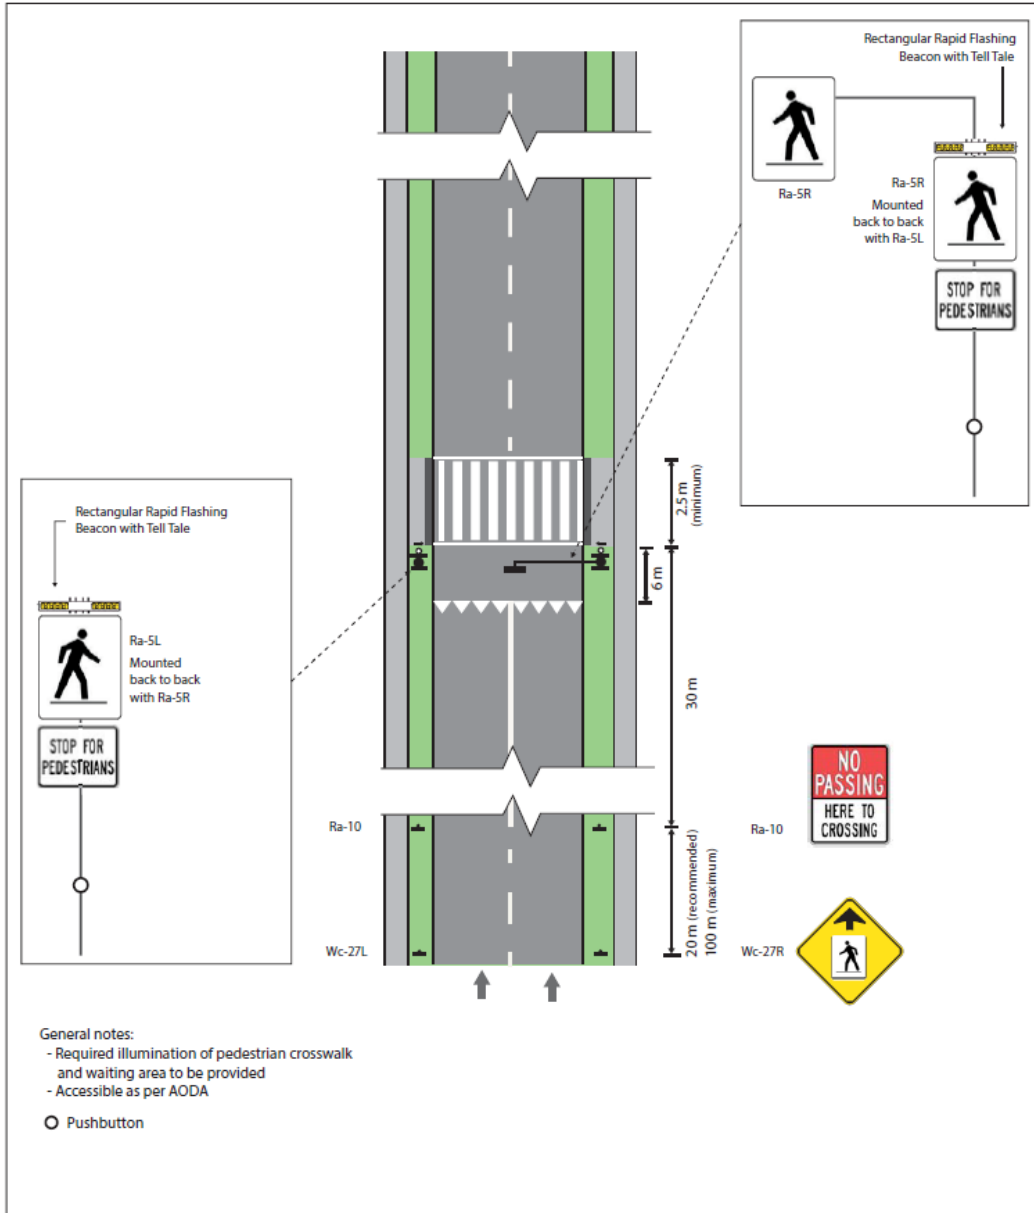 Rectangular Rapid Flashing
Beacon with Tell Tale
Ra-5R
Ra-5R
Mounted
back to back
with Ra-5L
STOP FOR
PEDESTRIANS
2.5 m
(minimum)
6 m
30 m
20 m (recommended)
100 m (maximum)
Rectangular Rapid Flashing
Beacon with Tell Tale
Ra-5L
Mounted
back to back
with Ra-5R
STOP FOR
PEDESTRIANS
Ra-10
Wc-27L
Ra-10
NO
PASSING
HERE TO
CROSSING
Wc-27R
General notes:
- Required illumination of pedestrian crosswalk
and waiting area to be provided
- Accessible as per AODA
Pushbutton